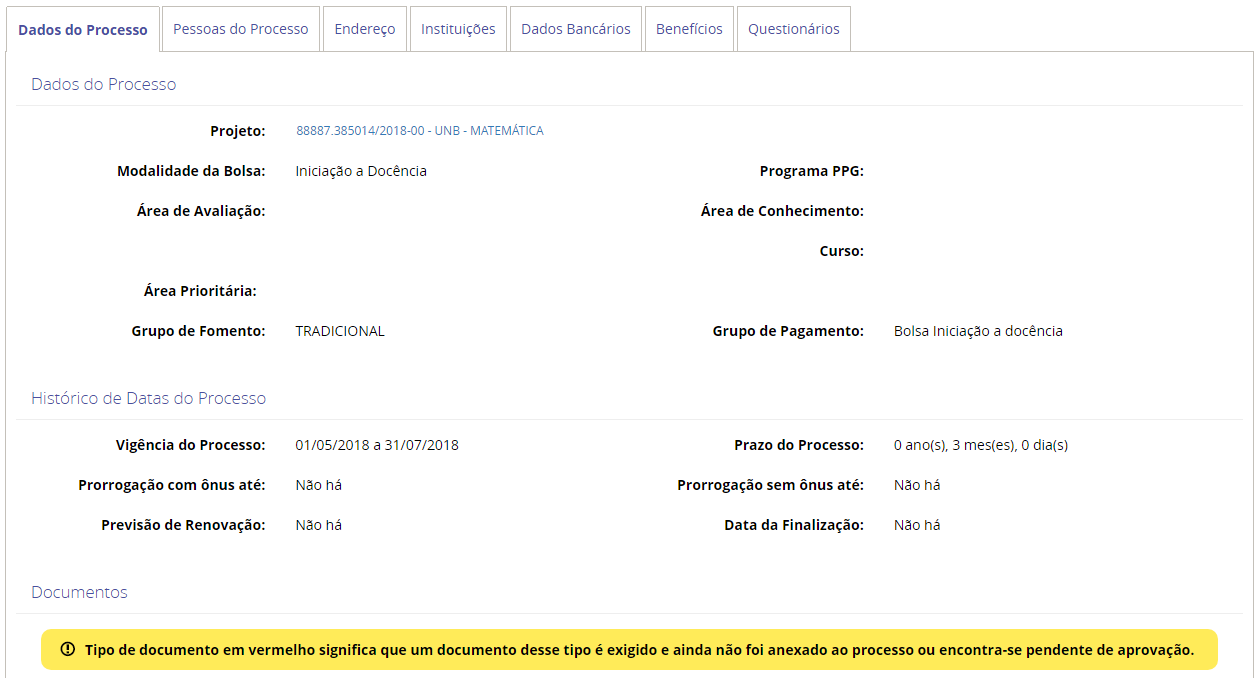 Dados do Processo Pessoas do Processo Endereço Instituições Dados Bancários Benefícios Questionários
Dados do Processo
Projeto: 88887.385014/2018-00 - UNB - MATEMÁTICA
Modalidade da Bolsa: Iniciação a Docência Programa PPG:
Área de Avaliação: Área de Conhecimento:
Curso:
Área Prioritária:
Grupo de Fomento: TRADICIONAL Grupo de Pagamento: Bolsa Iniciação a docência
Histórico de Datas do Processo
Vigência do Processo: 01/05/2018 a 31/07/2018 Prazo do Processo: 0 ano(s), 3 mes(es), 0 dia(s)
Prorrogação com ônus até: Não há Prorrogação sem ônus até: Não há
Previsão de Renovação: Não há Data da Finalização: Não há
Documentos
Tipo de documento em vermelho significa que um documento desse tipo é exigido e ainda não foi anexado ao processo ou encontra-se pendente de aprovação.